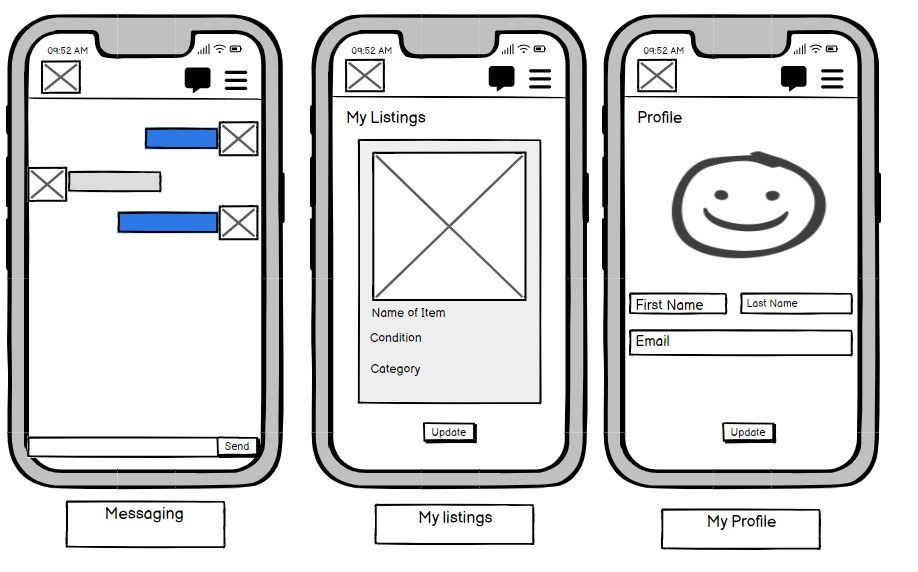 09:52 AM
Send
Messaging
09:52 AM
My Listings
Name of Item
Condition
Category
Update
My listings
09:52 AM
Profile
First Name
Last Name
Email
Update
My Profile